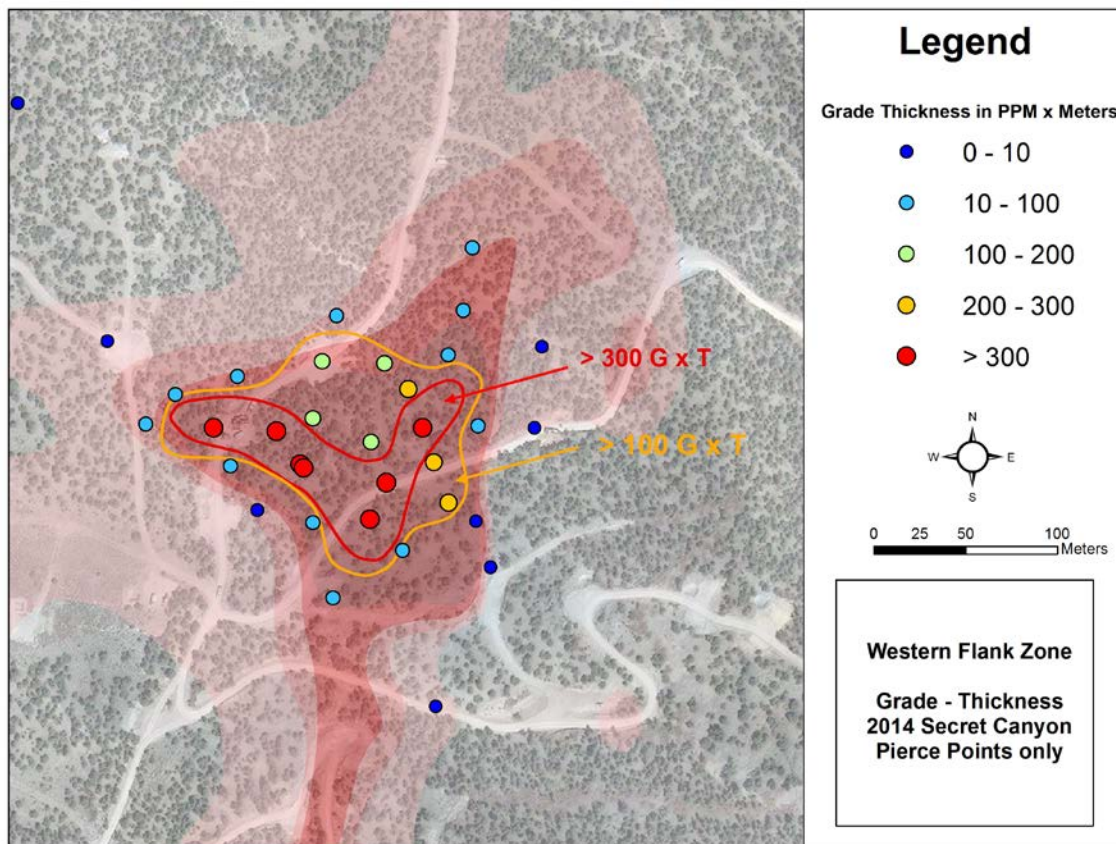 > 300 G x T
> 100 G x T
Legend
Grade Thickness in PPM x Meters
0 - 10
10 - 100
100 - 200
200 - 300
> 300
N
W E
S
0 25 50 100
Meters
Western Flank Zone
Grade - Thickness
2014 Secret Canyon
Pierce Points only